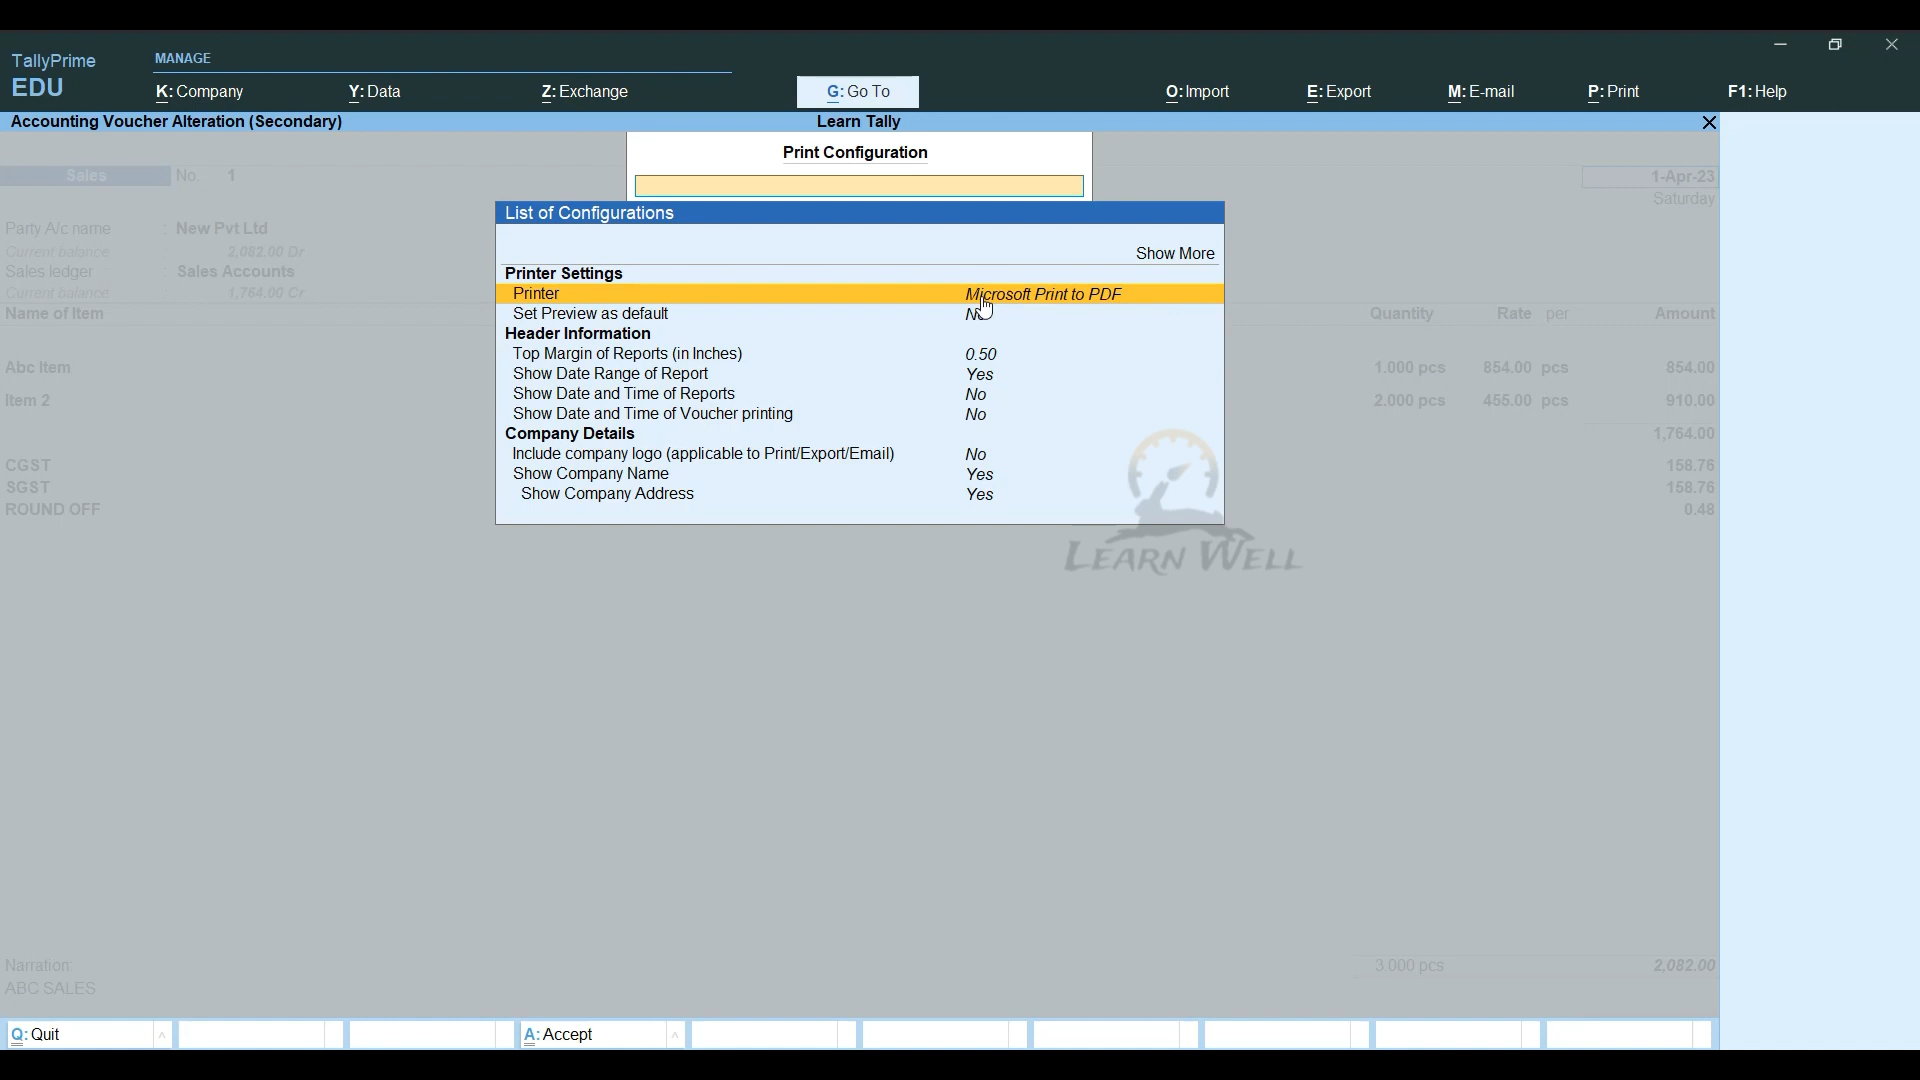 MANAGE
TallyPrime
EDU
K: Company Y: Data Z: Exchange G: Go To O: Import E: Export M: E-mail P: Print F1: Help
Accounting Voucher Alteration (Secondary) Learn Tally
Print Configuration
Sales No. 1 1-Apr-23
Saturday
List of Configurations
Show More
Printer Settings
Printer Microsoft Print to PDF
Set Preview as default No
Header Information
Top Margin of Reports (in Inches) 0.50
Show Date Range of Report Yes
Show Date and Time of Reports No
Show Date and Time of Voucher printing No
Company Details
Include company logo (applicable to Print/Export/Email) No
Show Company Name Yes
Show Company Address Yes
Party A/c name : New Pvt Ltd
Current balance : 2,082.00 Dr
Sales ledger : Sales Accounts
Current balance : 1,764.00 Cr
Name of Item Quantity Rate per Amount
Abc Item 1.000 pcs 854.00 pcs 854.00
Item 2 2.000 pcs 455.00 pcs 910.00
1,764.00
CGST 158.76
SGST 158.76
ROUND OFF 0.48
LEARN WELL
Narration: 3.000 pcs 2,082.00
ABC SALES
Q: Quit A: Accept